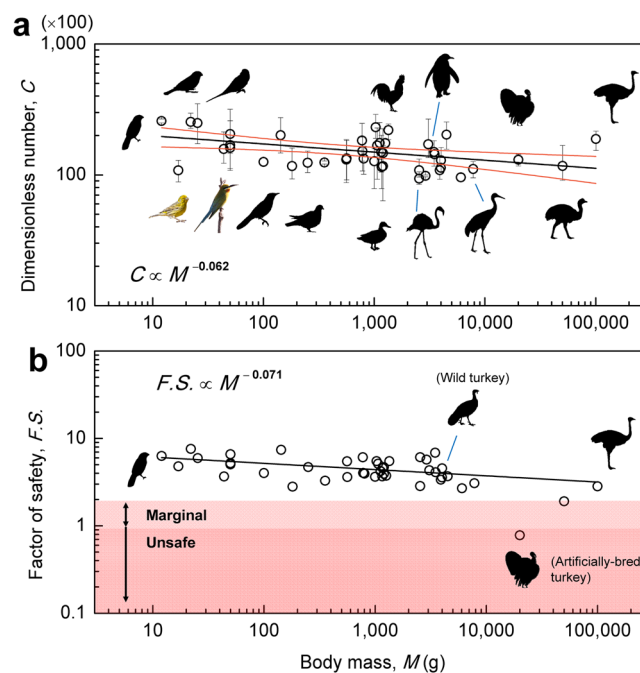 a (×100)
1,000
100
10
Dimensionless number, C
C ∝ M^−0.062
10 100 1,000 10,000 100,000
b
100
10
1
0.1
Factor of safety, F.S.
F.S. ∝ M^−0.071
(Wild turkey)
Marginal
Unsafe
(Artificially-bred
turkey)
10 100 1,000 10,000 100,000
Body mass, M (g)